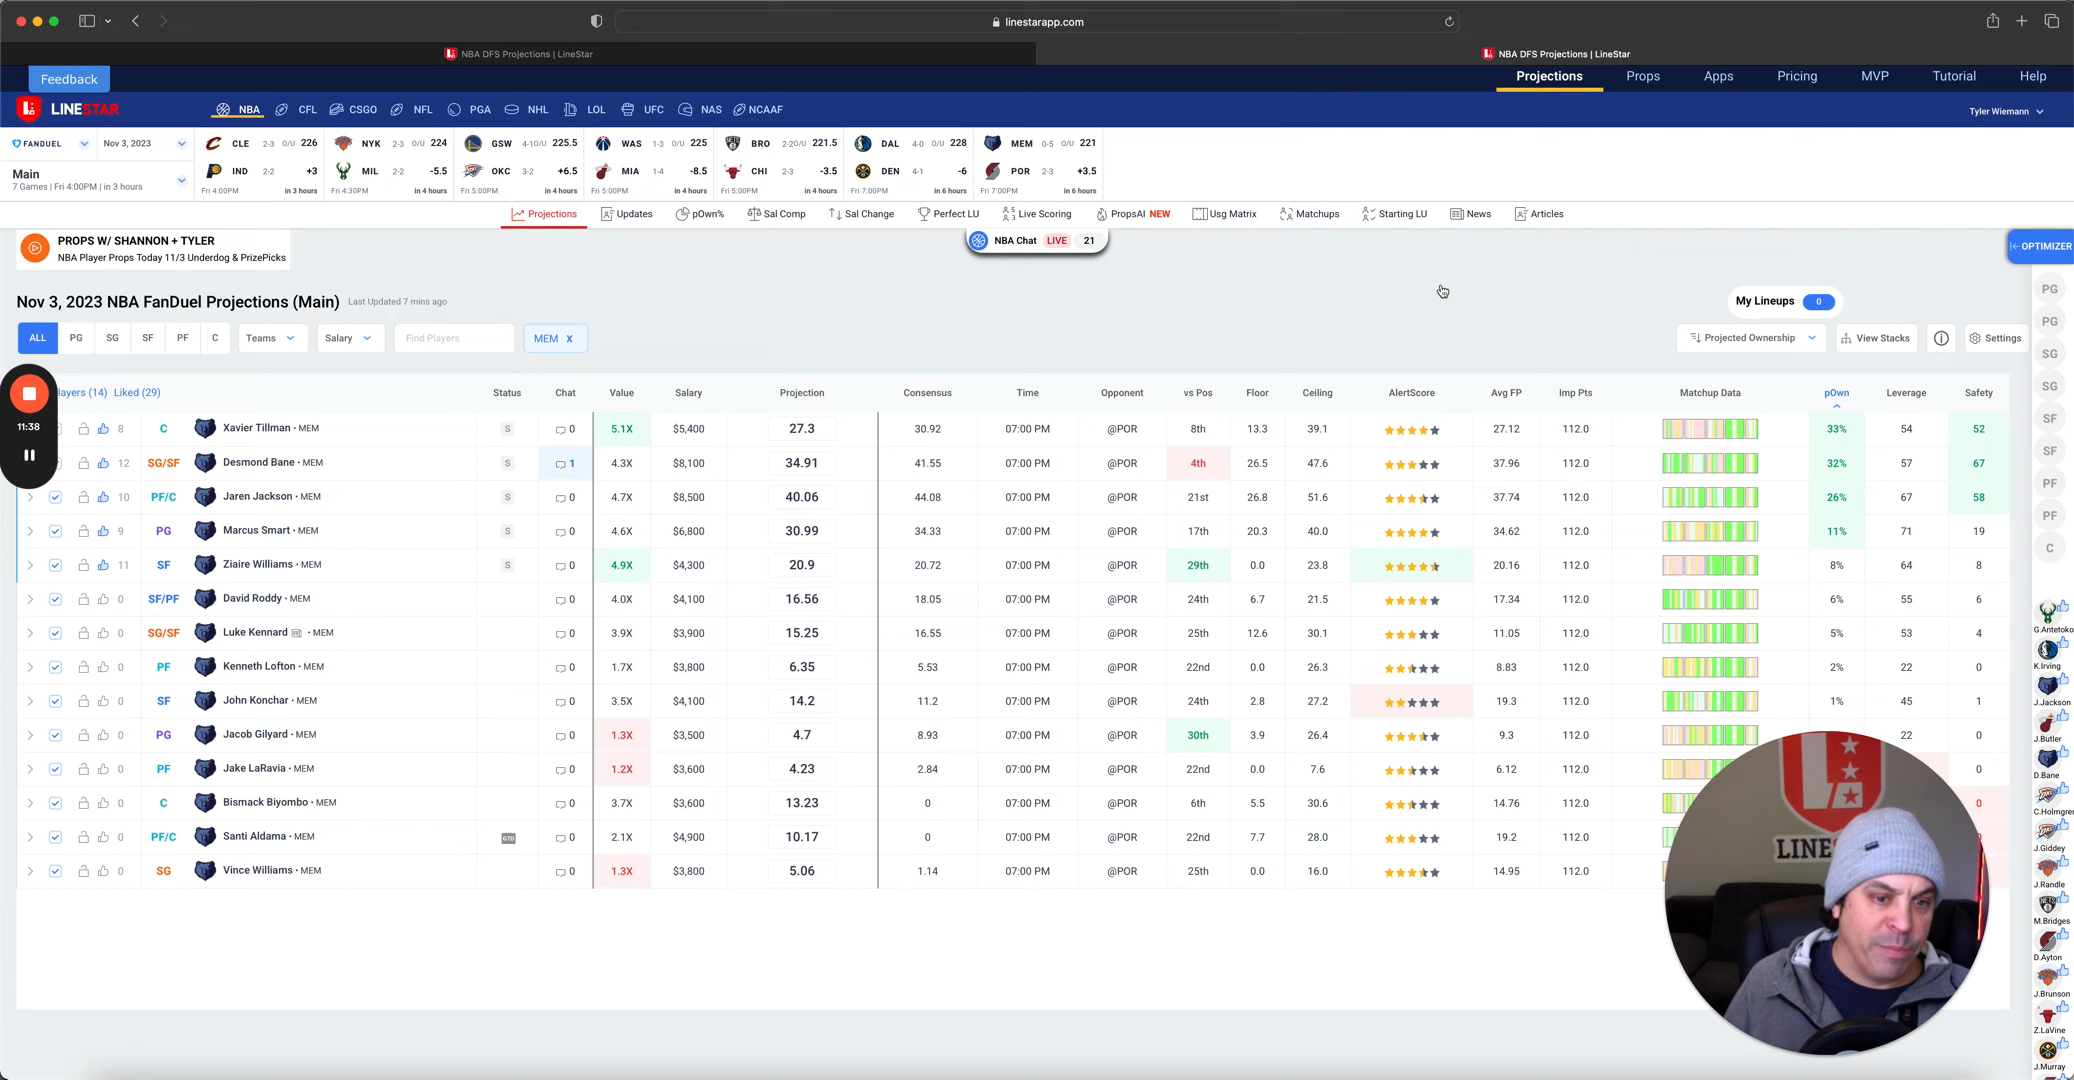 linestarapp.com
NBA DFS Projections | LineStar
NBA DFS Projections | LineStar
Feedback
Projections Props Apps Pricing MVP Tutorial Help
LINESTAR
NBA CFL CSGO NFL PGA NHL LOL UFC NAS NCAAF
Tyler Wiemann
FANDUEL Nov 3, 2023
Main
7 Games | Fri 4:00PM | in 3 hours
CLE 2-3 O/U 226
IND 2-2 +3
Fri 4:00PM in 3 hours
NYK 2-3 O/U 224
MIL 2-2 -5.5
Fri 4:30PM in 4 hours
GSW 4-1 O/U 225.5
OKC 3-2 +6.5
Fri 5:00PM in 4 hours
WAS 1-3 O/U 225
MIA 1-4 -8.5
Fri 5:00PM in 4 hours
BRO 2-2 O/U 221.5
CHI 2-3 -3.5
Fri 5:00PM in 4 hours
DAL 4-0 O/U 228
DEN 4-1 -6
Fri 7:00PM in 6 hours
MEM 0-5 O/U 221
POR 2-3 +3.5
Fri 7:00PM in 6 hours
Projections Updates pOwn% Sal Comp Sal Change Perfect LU Live Scoring PropsAI NEW Usg Matrix Matchups Starting LU News Articles
PROPS W/ SHANNON + TYLER
NBA Player Props Today 11/3 Underdog & PrizePicks
NBA Chat LIVE 21
OPTIMIZER
Nov 3, 2023 NBA FanDuel Projections (Main) Last Updated 7 mins ago
My Lineups 0
ALL PG SG SF PF C Teams Salary Find Players MEM X
Projected Ownership View Stacks Settings
layers (14) Liked (29) Status Chat Value Salary Projection Consensus Time Opponent vs Pos Floor Ceiling AlertScore Avg FP Imp Pts Matchup Data pOwn Leverage Safety
8 C Xavier Tillman • MEM S 0 5.1X $5,400 27.3 30.92 07:00 PM @POR 8th 13.3 39.1 27.12 112.0 33% 54 52
12 SG/SF Desmond Bane • MEM S 1 4.3X $8,100 34.91 41.55 07:00 PM @POR 4th 26.5 47.6 37.96 112.0 32% 57 67
10 PF/C Jaren Jackson • MEM S 0 4.7X $8,500 40.06 44.08 07:00 PM @POR 21st 26.8 51.6 37.74 112.0 26% 67 58
9 PG Marcus Smart • MEM S 0 4.6X $6,800 30.99 34.33 07:00 PM @POR 17th 20.3 40.0 34.62 112.0 11% 71 19
11 SF Ziaire Williams • MEM S 0 4.9X $4,300 20.9 20.72 07:00 PM @POR 29th 0.0 23.8 20.16 112.0 8% 64 8
0 SF/PF David Roddy • MEM 0 4.0X $4,100 16.56 18.05 07:00 PM @POR 24th 6.7 21.5 17.34 112.0 6% 55 6
0 SG/SF Luke Kennard • MEM 0 3.9X $3,900 15.25 16.55 07:00 PM @POR 25th 12.6 30.1 11.05 112.0 5% 53 4
0 PF Kenneth Lofton • MEM 0 1.7X $3,800 6.35 5.53 07:00 PM @POR 22nd 0.0 26.3 8.83 112.0 2% 22 0
0 SF John Konchar • MEM 0 3.5X $4,100 14.2 11.2 07:00 PM @POR 24th 2.8 27.2 19.3 112.0 1% 45 1
0 PG Jacob Gilyard • MEM 0 1.3X $3,500 4.7 8.93 07:00 PM @POR 30th 3.9 26.4 9.3 112.0 22 0
0 PF Jake LaRavia • MEM 0 1.2X $3,600 4.23 2.84 07:00 PM @POR 22nd 0.0 7.6 6.12 112.0 0
0 C Bismack Biyombo • MEM 0 3.7X $3,600 13.23 0 07:00 PM @POR 6th 5.5 30.6 14.76 112.0 0
0 PF/C Santi Aldama • MEM GTD 0 2.1X $4,900 10.17 0 07:00 PM @POR 22nd 7.7 28.0 19.2 112.0
0 SG Vince Williams • MEM 0 1.3X $3,800 5.06 1.14 07:00 PM @POR 25th 0.0 16.0 14.95 112.0
11:38
PG
PG
SG
SG
SF
SF
PF
PF
C
G.Antetoko
K.Irving
J.Jackson
J.Butler
D.Bane
C.Holmgre
J.Giddey
J.Randle
M.Bridges
D.Ayton
J.Brunson
Z.LaVine
J.Murray
LINE